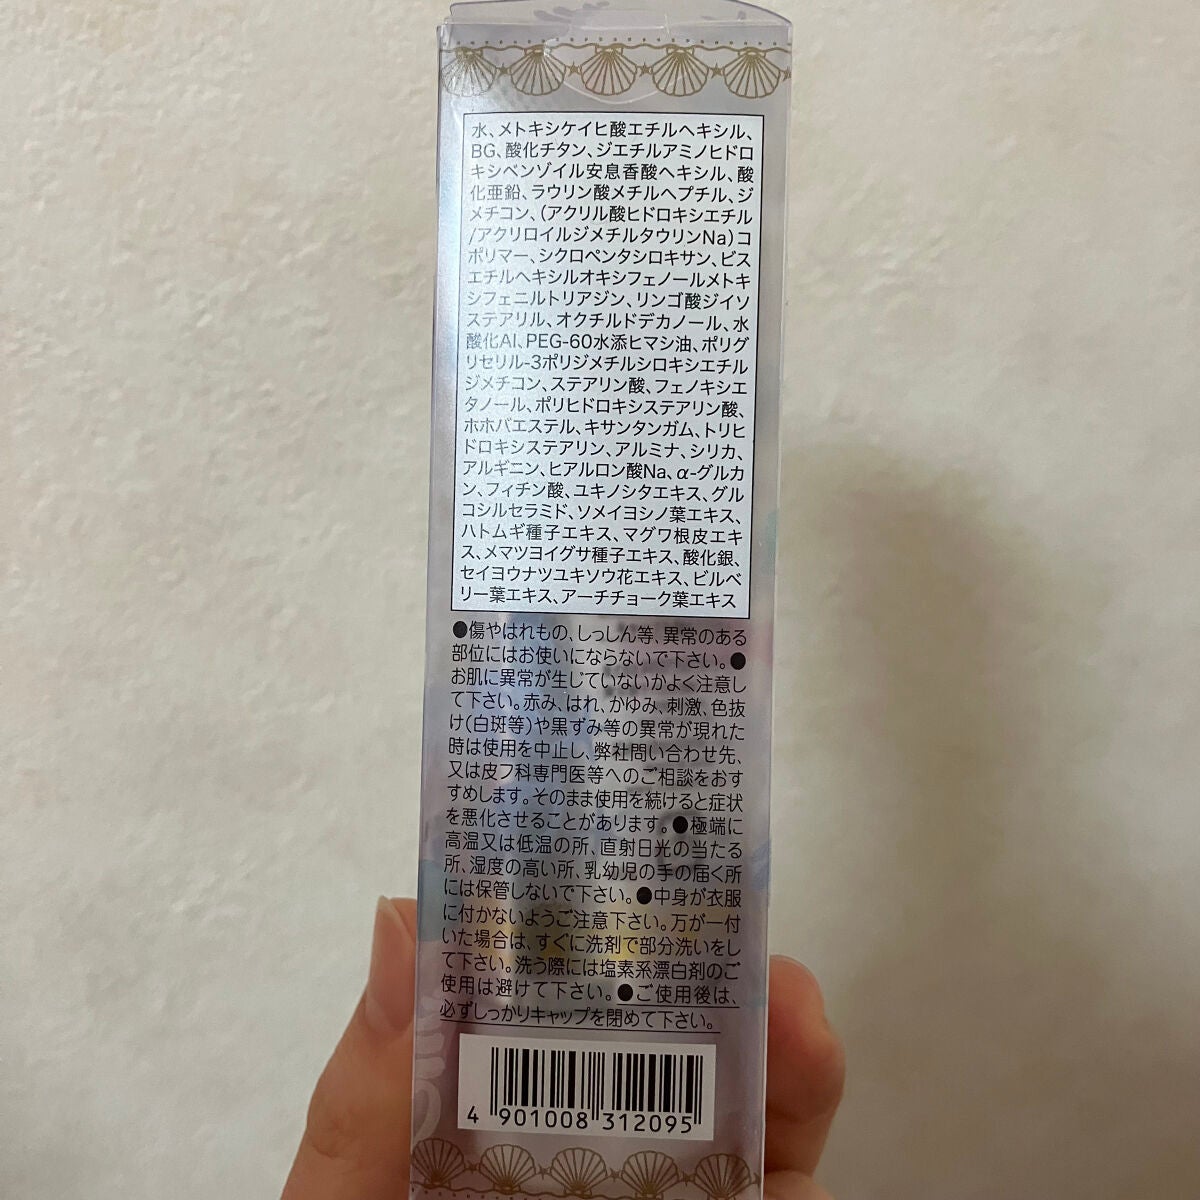 水、メトキシケイヒ酸エチルヘキシル、
BG、酸化チタン、ジエチルアミノヒドロ
キシベンゾイル安息香酸ヘキシル、酸
化亜鉛、ラウリン酸メチルヘプチル、ジ
メチコン、(アクリル酸ヒドロキシエチル
/アクリロイルジメチルタウリンNa)コ
ポリマー、シクロペンタシロキサン、ビス
エチルヘキシルオキシフェノールメトキ
シフェニルトリアジン、リンゴ酸ジイソ
ステアリル、オクチルドデカノール、水
酸化Al、PEG-60水添ヒマシ油、ポリグ
リセリル-3ポリジメチルシロキシエチル
ジメチコン、ステアリン酸、フェノキシエ
タノール、ポリヒドロキシステアリン酸、
ホホバエステル、キサンタンガム、トリヒ
ドロキシステアリン、アルミナ、シリカ、
アルギニン、ヒアルロン酸Na、α-グルカ
ン、フィチン酸、ユキノシタエキス、グル
コシルセラミド、ソメイヨシノ葉エキス、
ハトムギ種子エキス、マグワ根皮エキ
ス、メマツヨイグサ種子エキス、酸化銀、
セイヨウナツユキソウ花エキス、ビルベ
リー葉エキス、アーチチョーク葉エキス
●傷やはれもの、しっしん等、異常のある
部位にはお使いにならないで下さい。●
お肌に異常が生じていないかよく注意し
て下さい。赤み、はれ、かゆみ、刺激、色抜
け(白斑等)や黒ずみ等の異常が現れた
時は使用を中止し、弊社問い合わせ先、
又は皮フ科専門医等へのご相談をおす
すめします。そのまま使用を続けると症状
を悪化させることがあります。●極端に
高温又は低温の所、直射日光の当たる
所、湿度の高い所、乳幼児の手の届く所
には保管しないで下さい。●中身が衣服
に付かないようご注意下さい。万が一付
いた場合は、すぐに洗剤で部分洗いをし
て下さい。洗う際には塩素系漂白剤のご
使用は避けて下さい。●ご使用後は、
必ずしっかりキャップを閉めて下さい。
4 901008 312095